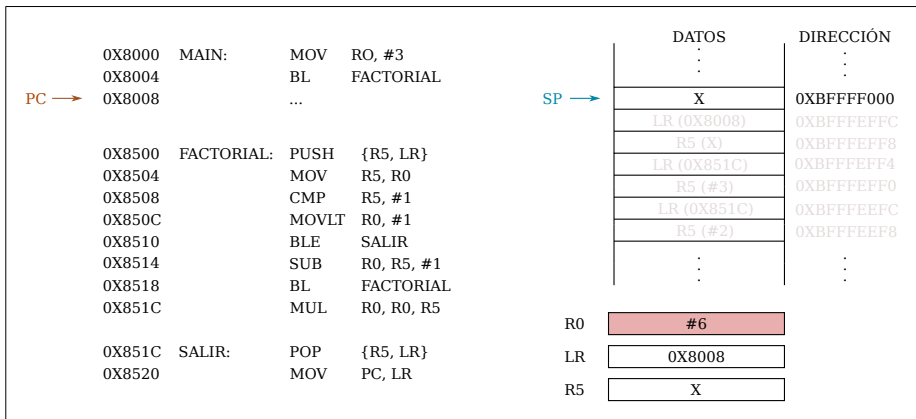 0X8000 MAIN: MOV RO, #3
0X8004 BL FACTORIAL
PC 0X8008 ...
0X8500 FACTORIAL: PUSH {R5, LR}
0X8504 MOV R5, R0
0X8508 CMP R5, #1
0X850C MOVLT R0, #1
0X8510 BLE SALIR
0X8514 SUB R0, R5, #1
0X8518 BL FACTORIAL
0X851C MUL R0, R0, R5
0X851C SALIR: POP {R5, LR}
0X8520 MOV PC, LR
DATOS DIRECCIÓN
SP X 0XBFFFF000
LR (0X8008) 0XBFFFEFFC
R5 (X) 0XBFFFEFF8
LR (0X851C) 0XBFFFEFF4
R5 (#3) 0XBFFFEFF0
LR (0X851C) 0XBFFFEEFC
R5 (#2) 0XBFFFEEF8
R0 #6
LR 0X8008
R5 X